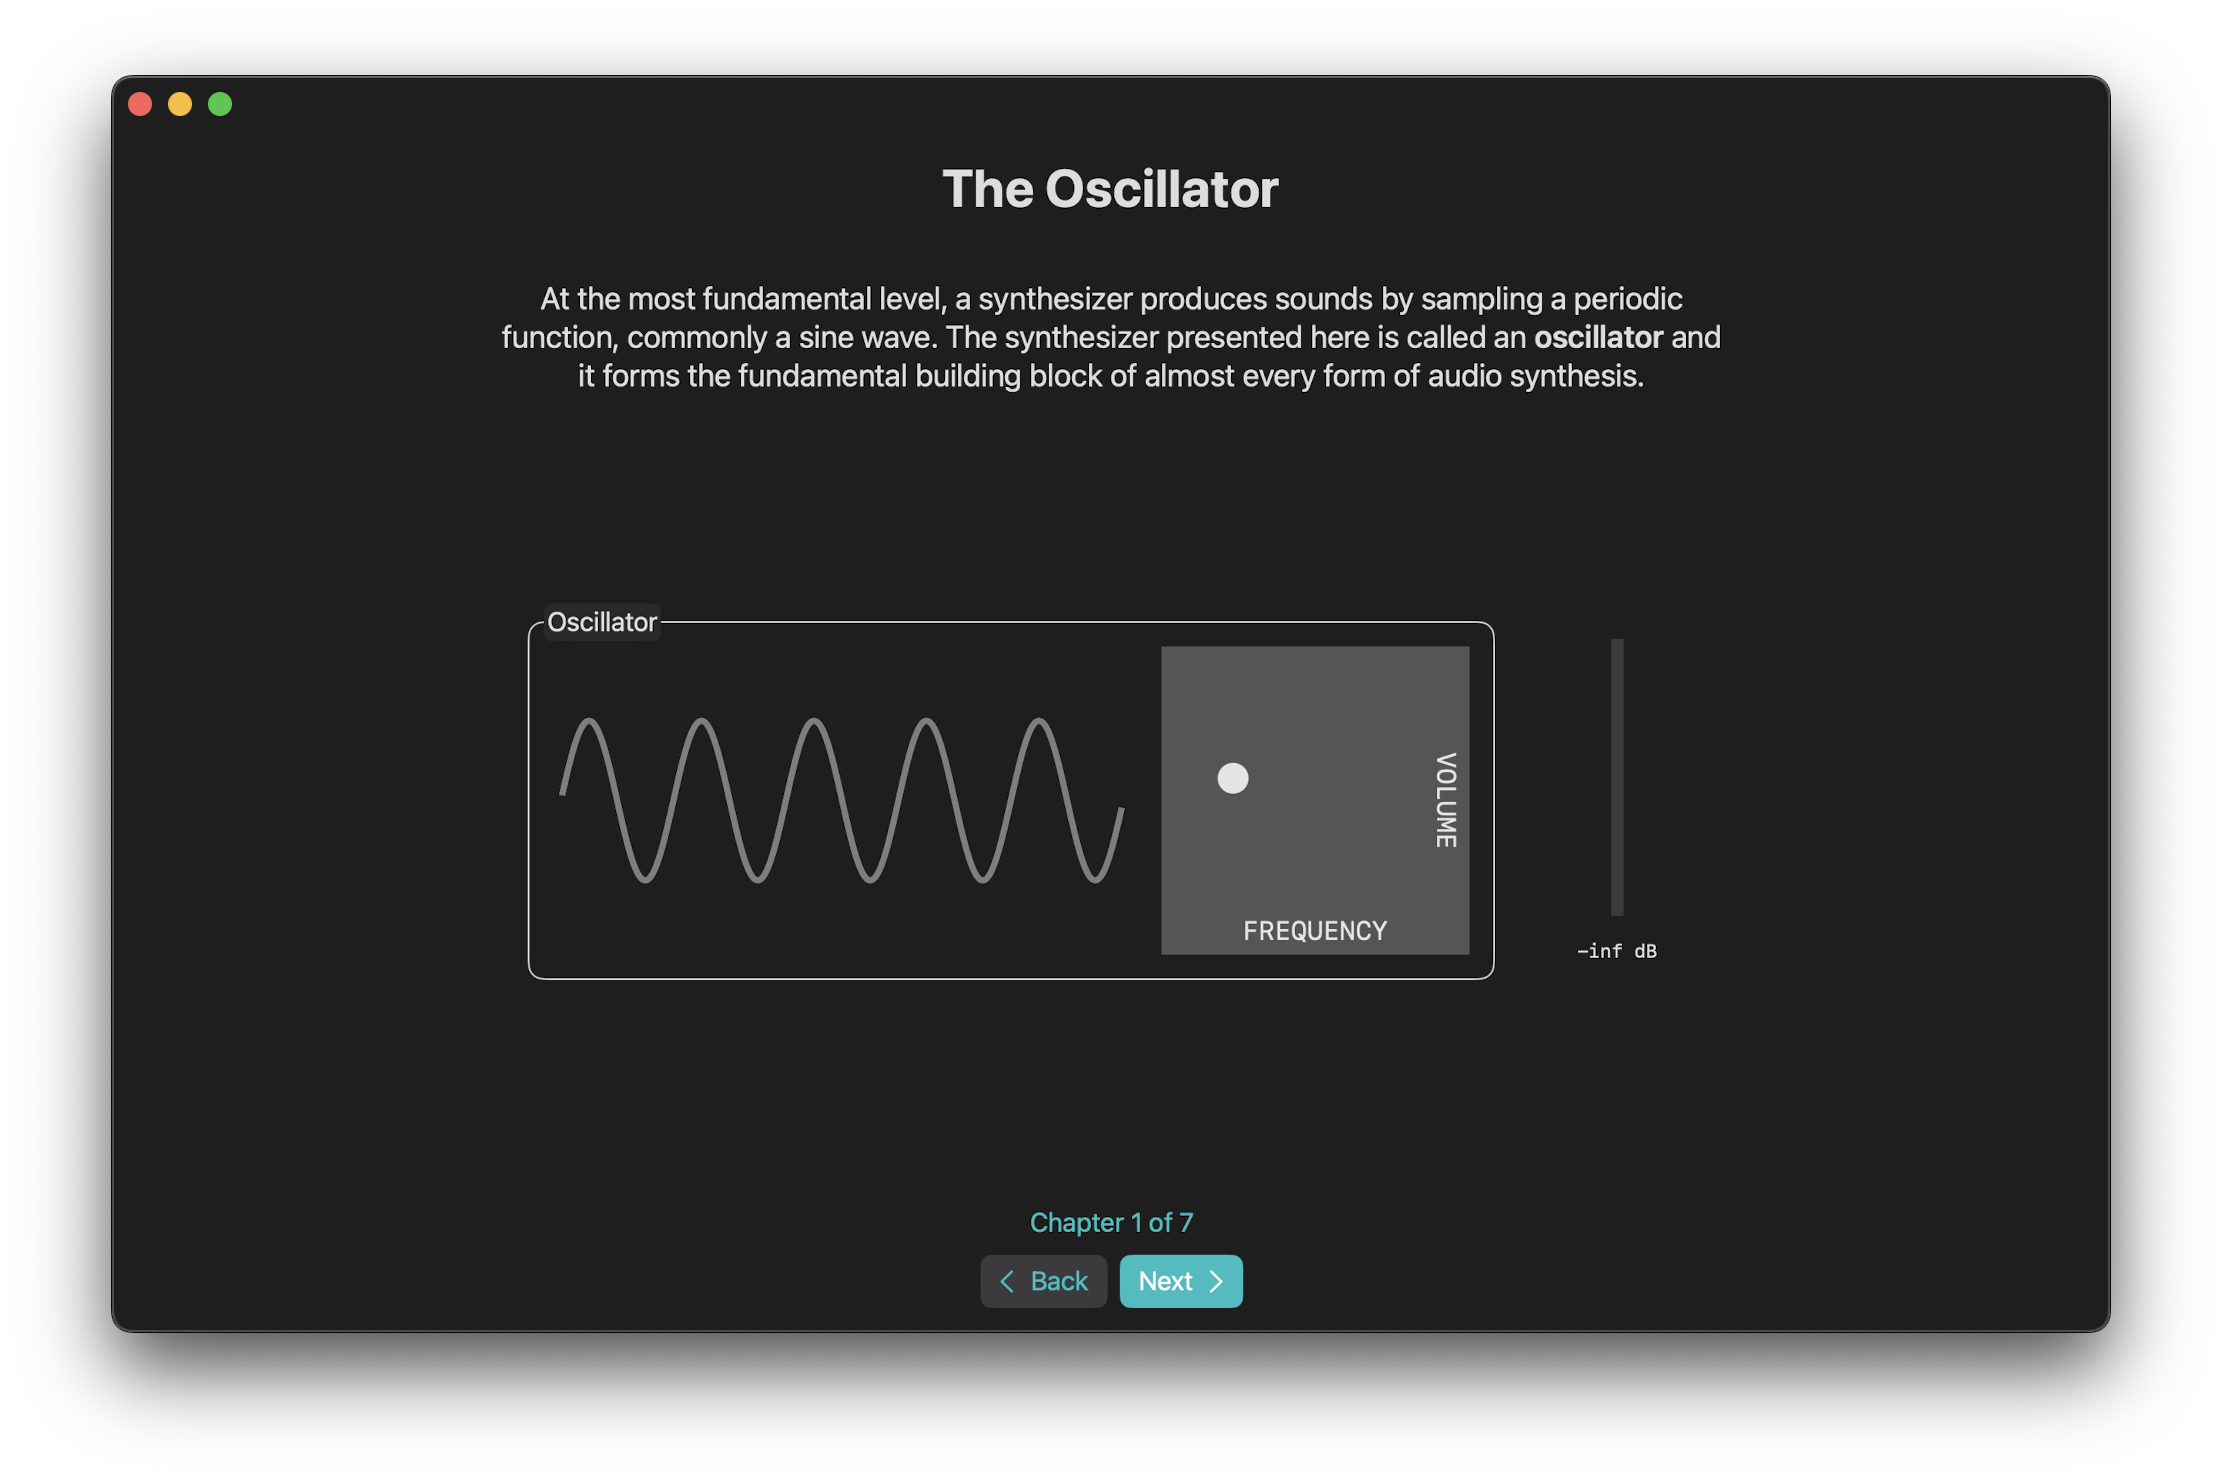 The Oscillator
At the most fundamental level, a synthesizer produces sounds by sampling a periodic
function, commonly a sine wave. The synthesizer presented here is called an oscillator and
it forms the fundamental building block of almost every form of audio synthesis.
Oscillator
VOLUME
FREQUENCY
-inf dB
Chapter 1 of 7
Back
Next